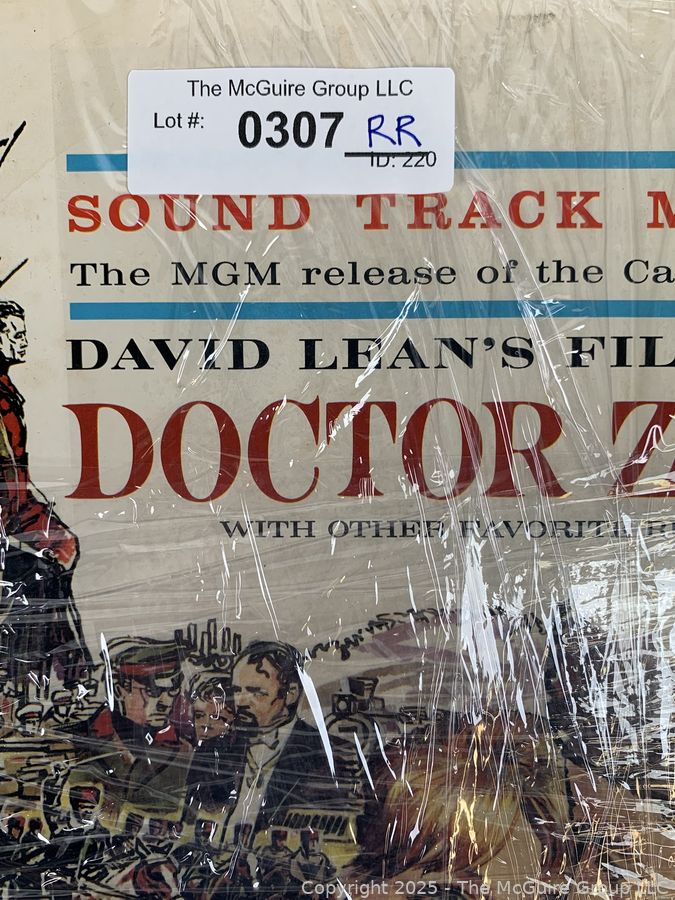 The McGuire Group LLC
Lot #: 0307 RR
ID: 220
SOUND TRACK M
The MGM release of the Ca
DAVID LEAN'S FIL
DOCTOR Z
WITH OTHER FAVORITE
Copyright 2025 - The McGuire Group LLC